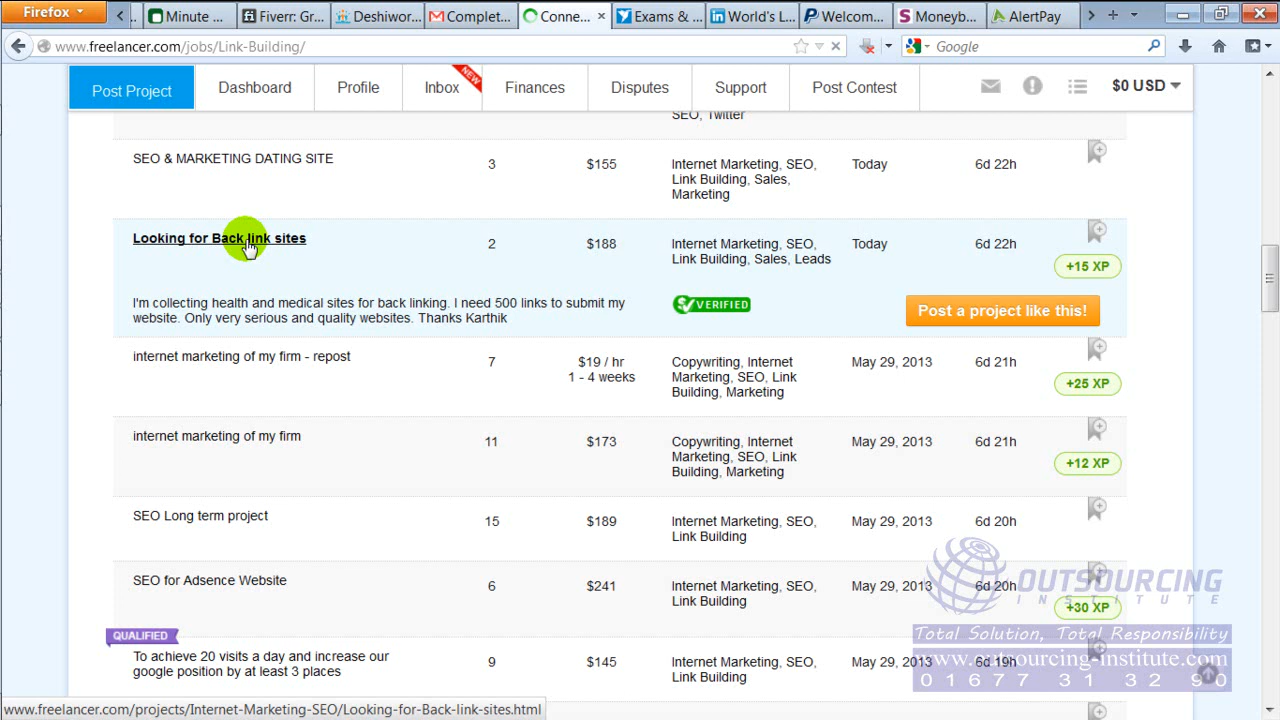 Firefox
Minute ...
Fiverr: Gr...
Deshiwor...
Complet...
Conne...
Exams & ...
World's L...
Welcom...
Moneyb...
AlertPay
www.freelancer.com/jobs/Link-Building/
Google
Post Project
Dashboard
Profile
Inbox
NEW
Finances
Disputes
Support
Post Contest
$0 USD
SEO, Twitter
SEO & MARKETING DATING SITE
3
$155
Internet Marketing, SEO,
Link Building, Sales,
Marketing
Today
6d 22h
Looking for Back link sites
2
$188
Internet Marketing, SEO,
Link Building, Sales, Leads
Today
6d 22h
+15 XP
I'm collecting health and medical sites for back linking. I need 500 links to submit my
website. Only very serious and quality websites. Thanks Karthik
VERIFIED
Post a project like this!
internet marketing of my firm - repost
7
$19 / hr
1 - 4 weeks
Copywriting, Internet
Marketing, SEO, Link
Building, Marketing
May 29, 2013
6d 21h
+25 XP
internet marketing of my firm
11
$173
Copywriting, Internet
Marketing, SEO, Link
Building, Marketing
May 29, 2013
6d 21h
+12 XP
SEO Long term project
15
$189
Internet Marketing, SEO,
Link Building
May 29, 2013
6d 20h
SEO for Adsence Website
6
$241
Internet Marketing, SEO,
Link Building
May 29, 2013
6d 20h
+30 XP
OUTSOURCING
INSTITUTE
QUALIFIED
To achieve 20 visits a day and increase our
google position by at least 3 places
9
$145
Internet Marketing, SEO,
Link Building
May 29, 2013
6d 19h
Total Solution, Total Responsibility
www.outsourcing-institute.com
01677 31 32 90
www.freelancer.com/projects/Internet-Marketing-SEO/Looking-for-Back-link-sites.html